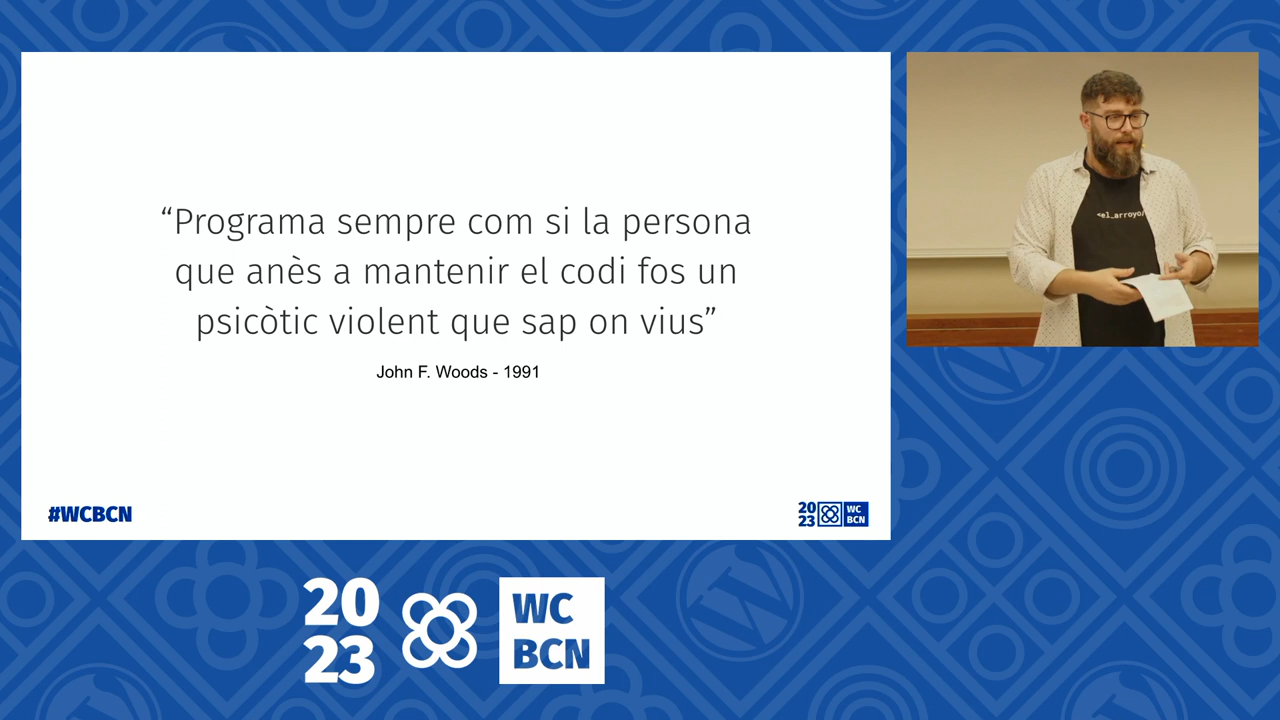 “Programa sempre com si la persona
que anès a mantenir el codi fos un
psicòtic violent que sap on vius”
John F. Woods - 1991
#WCBCN
20
23
WC
BCN
<el_arroyo/
20
23
WC
BCN